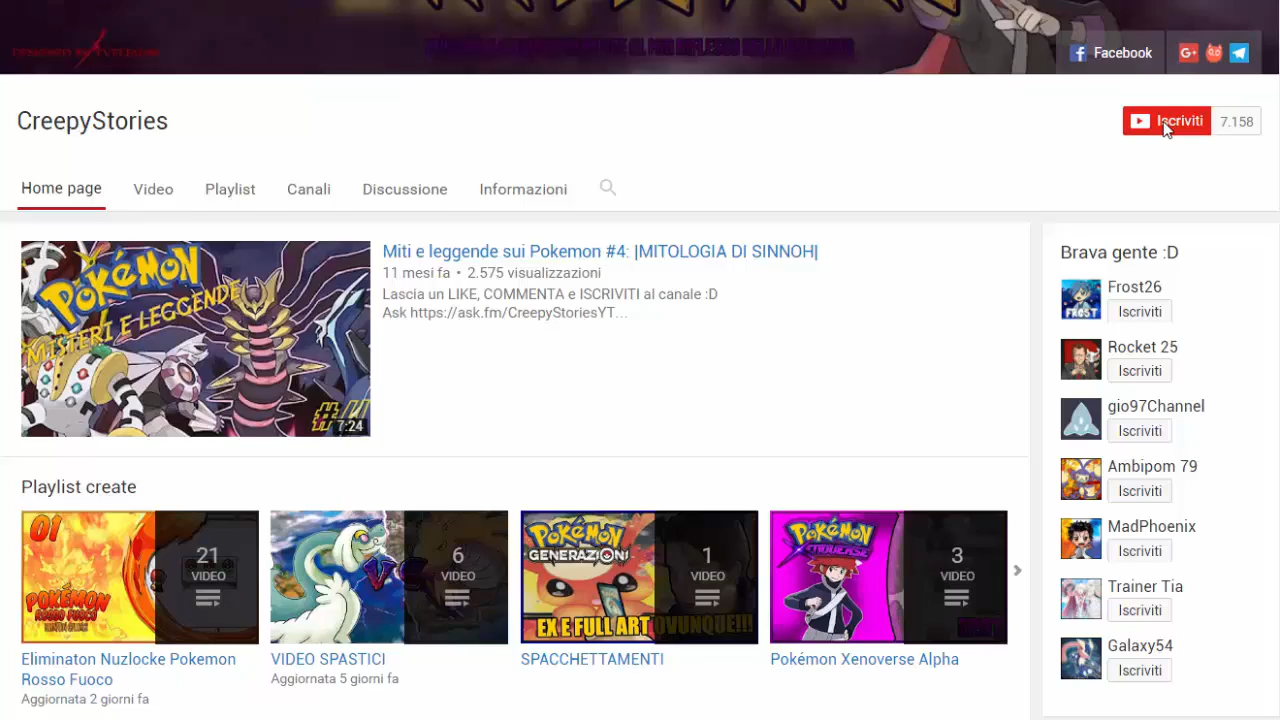 Facebook
CreepyStories
Iscriviti 7.158
Home page Video Playlist Canali Discussione Informazioni
POKÉMON
MISTERI E LEGGENDE
#4
7:24
Miti e leggende sui Pokemon #4: |MITOLOGIA DI SINNOH|
11 mesi fa • 2.575 visualizzazioni
Lascia un LIKE, COMMENTA e ISCRIVITI al canale :D
Ask https://ask.fm/CreepyStoriesYT...
Brava gente :D
Frost26
Iscriviti
Rocket 25
Iscriviti
gio97Channel
Iscriviti
Ambipom 79
Iscriviti
MadPhoenix
Iscriviti
Trainer Tia
Iscriviti
Galaxy54
Iscriviti
Playlist create
01
POKÉMON
ROSSO FUOCO
21
VIDEO
Eliminaton Nuzlocke Pokemon
Rosso Fuoco
Aggiornata 2 giorni fa
VS
6
VIDEO
VIDEO SPASTICI
Aggiornata 5 giorni fa
POKÉMON
GENERAZIONI
EX E FULL ART OVUNQUE!!!
1
VIDEO
SPACCHETTAMENTI
POKÉMON
XENOVERSE
3
VIDEO
Pokémon Xenoverse Alpha